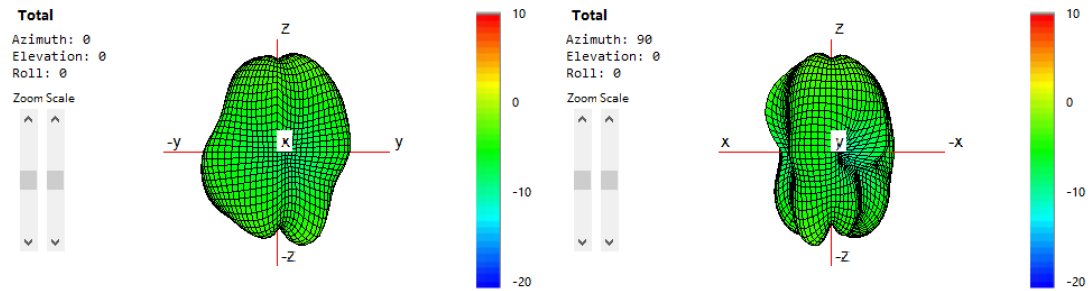 Total
Azimuth: 0
Elevation: 0
Roll: 0
Zoom Scale
z
-y
x
y
-z
10
0
-10
-20
Total
Azimuth: 90
Elevation: 0
Roll: 0
Zoom Scale
z
x
y
-x
-z
10
0
-10
-20